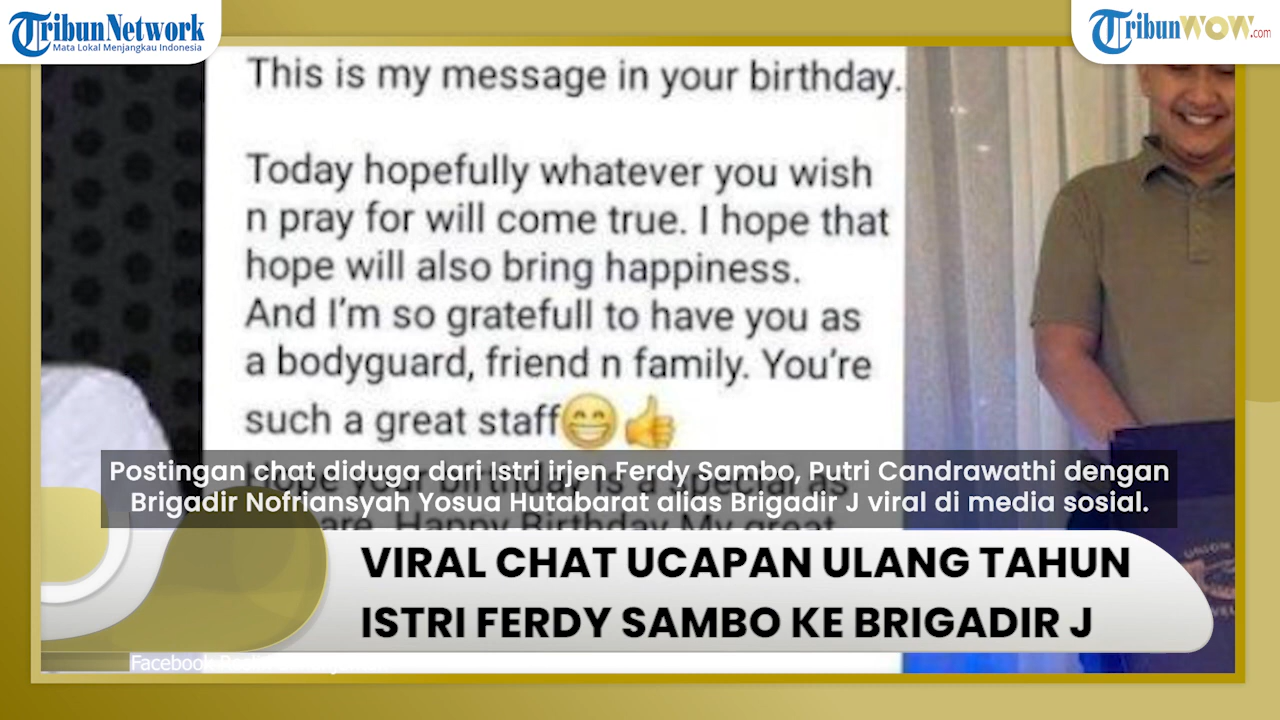 TribunNetwork
Mata Lokal Menjangkau Indonesia
TribunWOW.com
This is my message in your birthday.
Today hopefully whatever you wish
n pray for will come true. I hope that
hope will also bring happiness.
And I'm so gratefull to have you as
a bodyguard, friend n family. You're
such a great staff😁👍
Postingan chat diduga dari Istri irjen Ferdy Sambo, Putri Candrawathi dengan
Brigadir Nofriansyah Yosua Hutabarat alias Brigadir J viral di media sosial.
Happy Birthday My great
VIRAL CHAT UCAPAN ULANG TAHUN
ISTRI FERDY SAMBO KE BRIGADIR J
Facebook